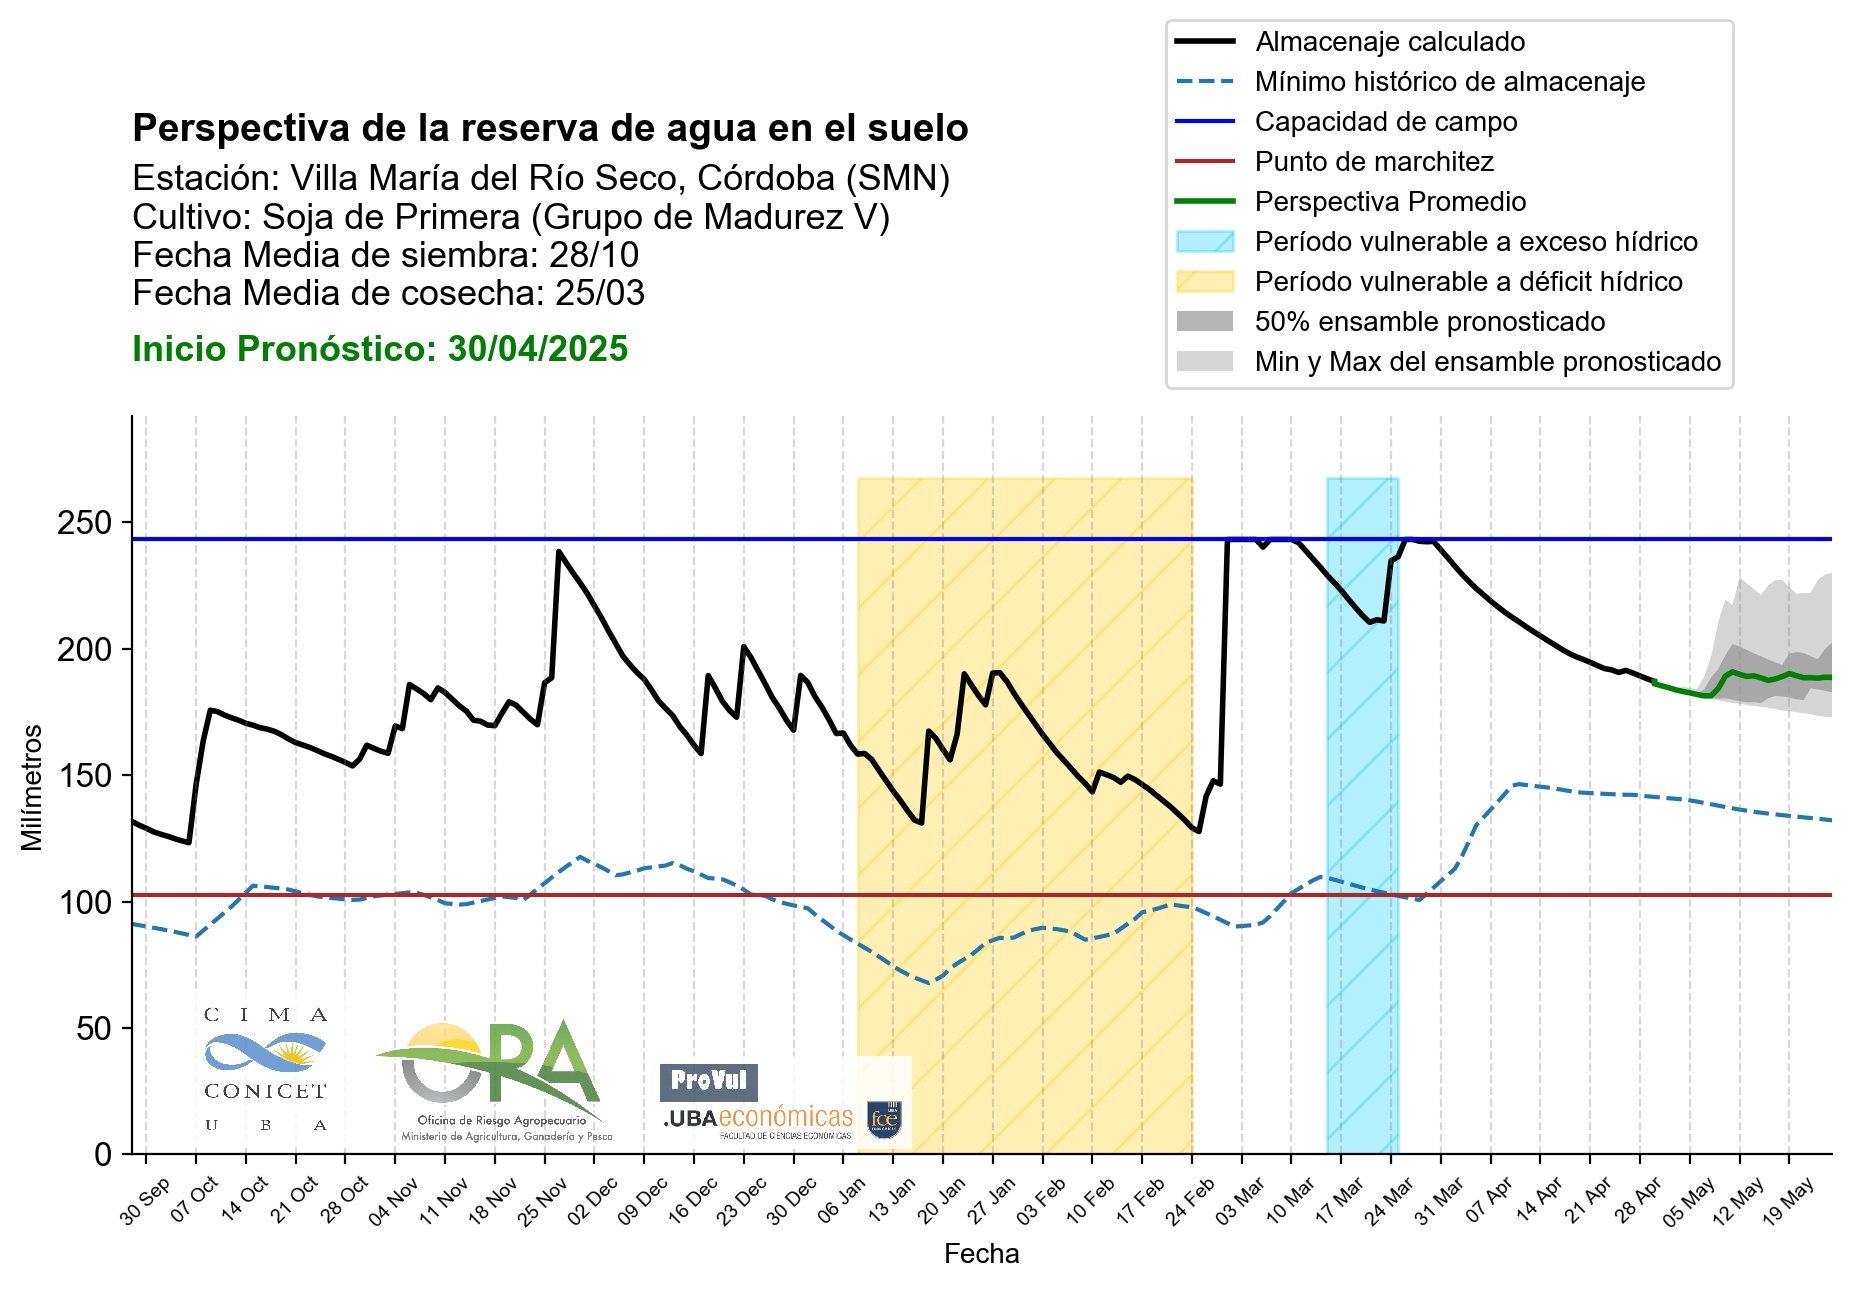 Almacenaje calculado
Mínimo histórico de almacenaje
Capacidad de campo
Punto de marchitez
Perspectiva Promedio
Período vulnerable a exceso hídrico
Período vulnerable a déficit hídrico
50% ensamble pronosticado
Min y Max del ensamble pronosticado
Perspectiva de la reserva de agua en el suelo
Estación: Villa María del Río Seco, Córdoba (SMN)
Cultivo: Soja de Primera (Grupo de Madurez V)
Fecha Media de siembra: 28/10
Fecha Media de cosecha: 25/03
Inicio Pronóstico: 30/04/2025
250
200
150
100
50
0
Milímetros
CIMA
CONICET
UBA
ORA
Oficina de Riesgo Agropecuario
Ministerio de Agricultura, Ganadería y Pesca
ProVul
.UBAeconómicas
FACULTAD DE CIENCIAS ECONÓMICAS
fce
30 Sep
07 Oct
14 Oct
21 Oct
28 Oct
04 Nov
11 Nov
18 Nov
25 Nov
02 Dec
09 Dec
16 Dec
23 Dec
30 Dec
06 Jan
13 Jan
20 Jan
27 Jan
03 Feb
10 Feb
17 Feb
24 Feb
03 Mar
10 Mar
17 Mar
24 Mar
31 Mar
07 Apr
14 Apr
21 Apr
28 Apr
05 May
12 May
19 May
Fecha